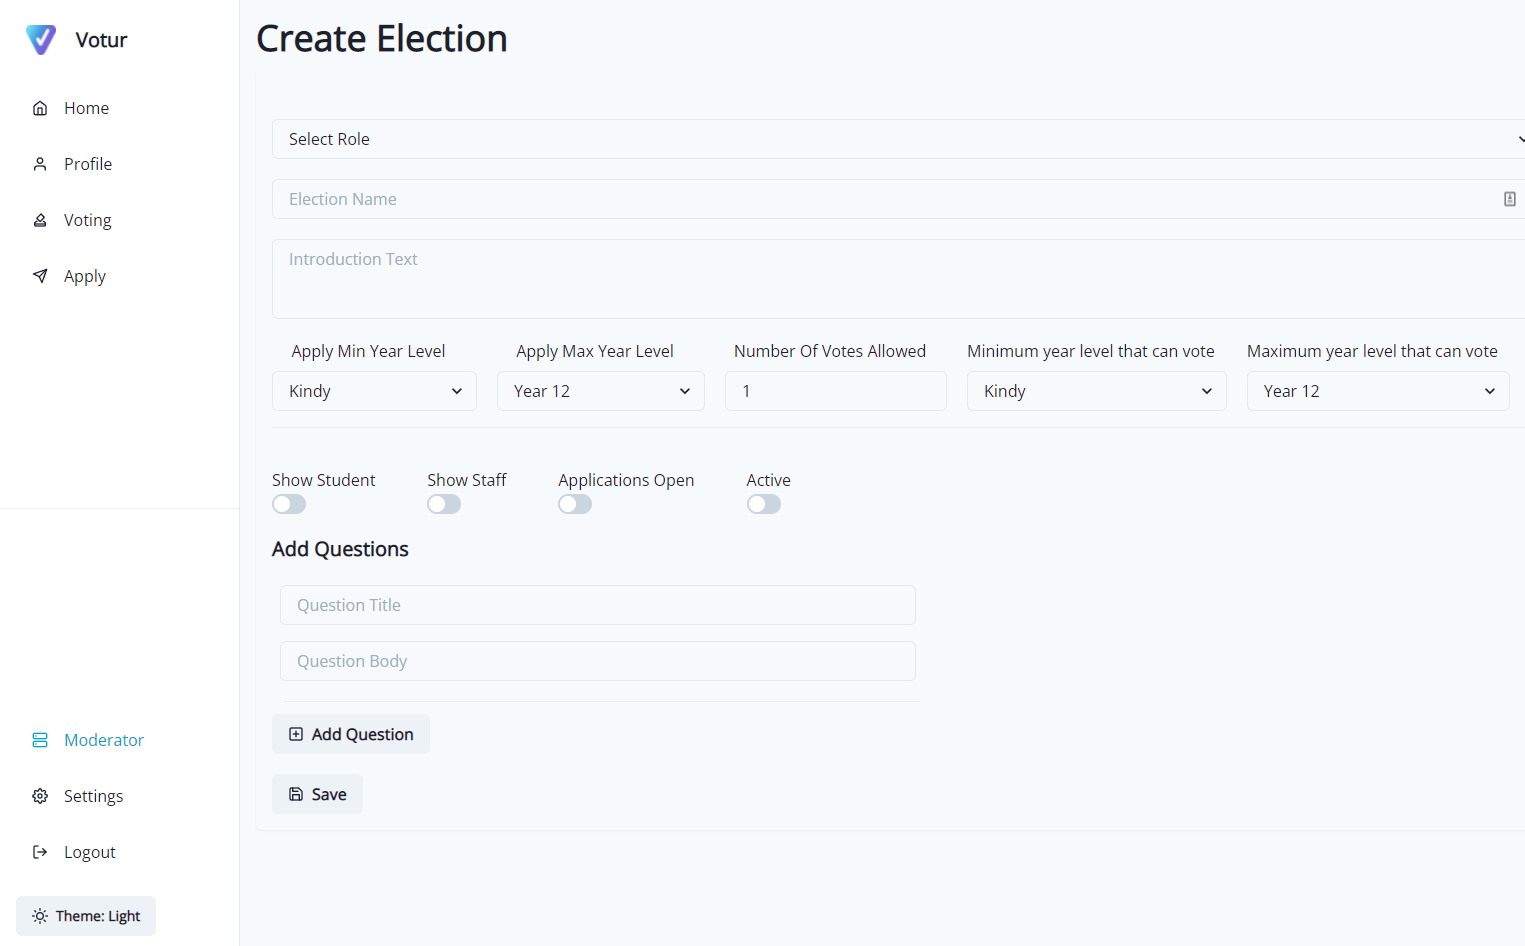 Votur
Home
Profile
Voting
Apply
Moderator
Settings
Logout
Theme: Light
Create Election
Select Role
Election Name
Introduction Text
Apply Min Year Level
Kindy
Apply Max Year Level
Year 12
Number Of Votes Allowed
1
Minimum year level that can vote
Kindy
Maximum year level that can vote
Year 12
Show Student
Show Staff
Applications Open
Active
Add Questions
Question Title
Question Body
Add Question
Save